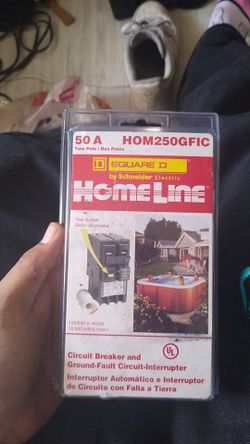 50 A HOM250GFIC
Two Pole / Dos Polos
D SQUARE D
by Schneider Electric
HOMELINE
Test Button
Botón de prueba
UL
Circuit Breaker and
Ground-Fault Circuit-Interrupter
Interruptor Automático e Interruptor
de Circuito con Falla a Tierra